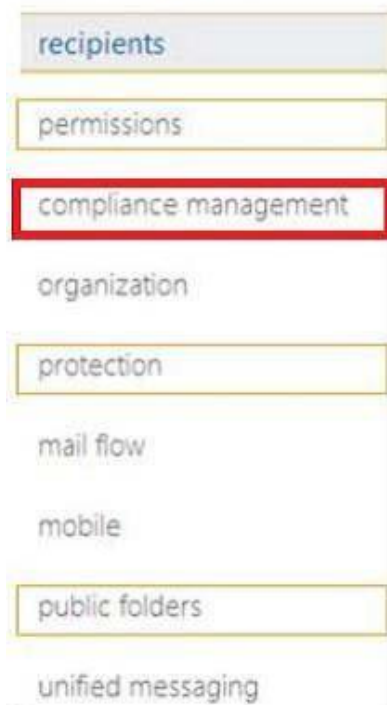 recipients
permissions
compliance management
organization
protection
mail flow
mobile
public folders
unified messaging